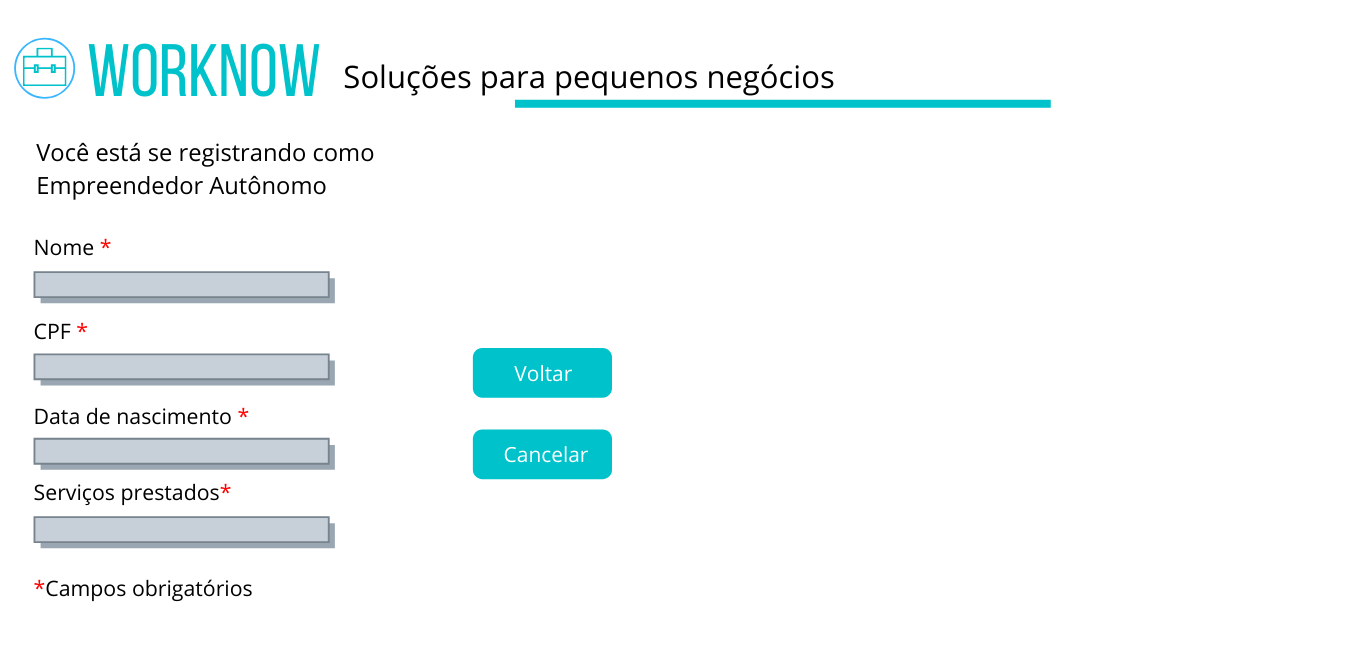 WORKNOW Soluções para pequenos negócios
Você está se registrando como
Empreendedor Autônomo
Nome *
CPF *
Voltar
Data de nascimento *
Cancelar
Serviços prestados*
*Campos obrigatórios